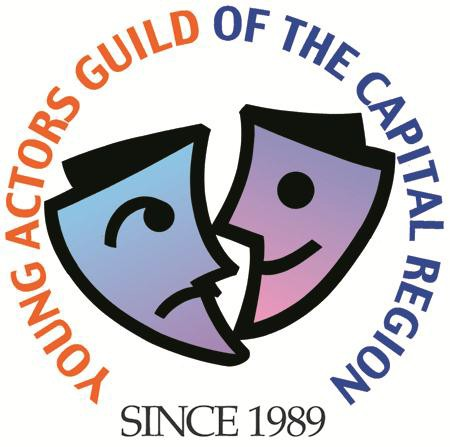 YOUNG ACTORS GUILD OF THE CAPITAL REGION
SINCE 1989